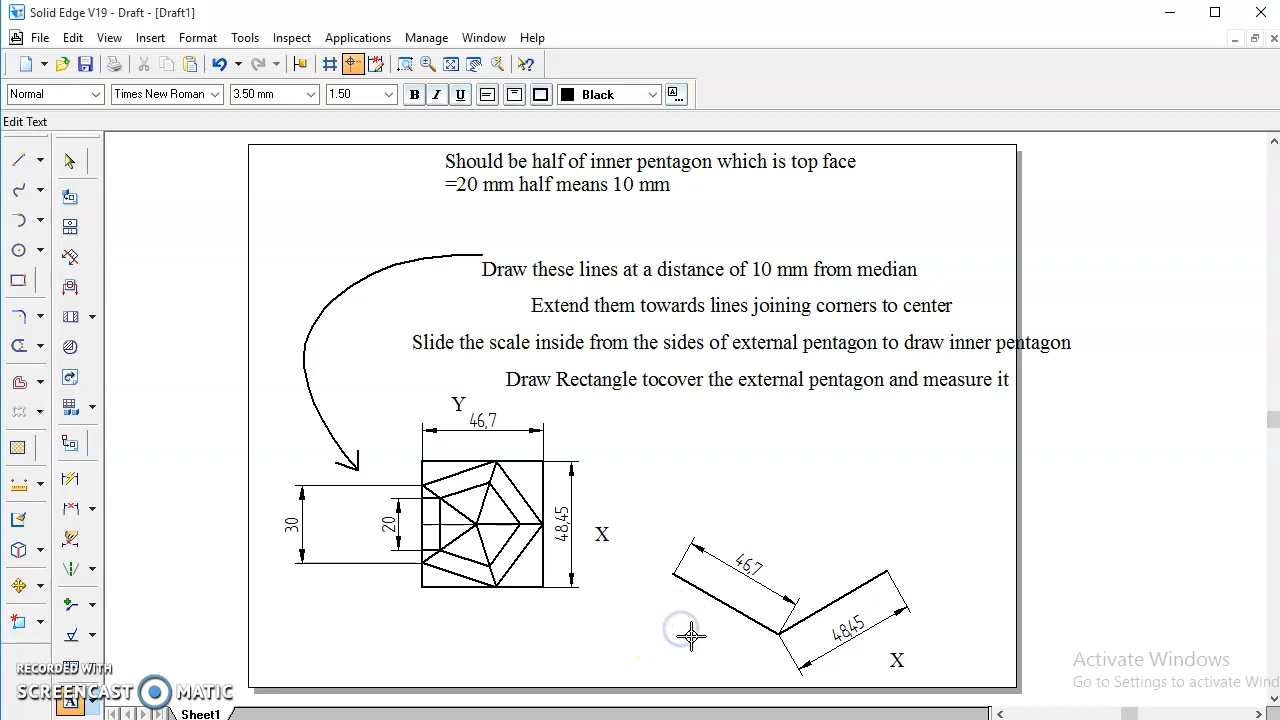 Solid Edge V19 - Draft - [Draft1]
File Edit View Insert Format Tools Inspect Applications Manage Window Help
Normal Times New Roman 3.50 mm 1.50 B I U Black
Edit Text
Should be half of inner pentagon which is top face
=20 mm half means 10 mm
Draw these lines at a distance of 10 mm from median
Extend them towards lines joining corners to center
Slide the scale inside from the sides of external pentagon to draw inner pentagon
Draw Rectangle tocover the external pentagon and measure it
Y
46,7
30
20
48,45
X
46,7
48,45
X
Activate Windows
Go to Settings to activate Wind
RECORDED WITH
SCREENCAST MATIC
A
Sheet1